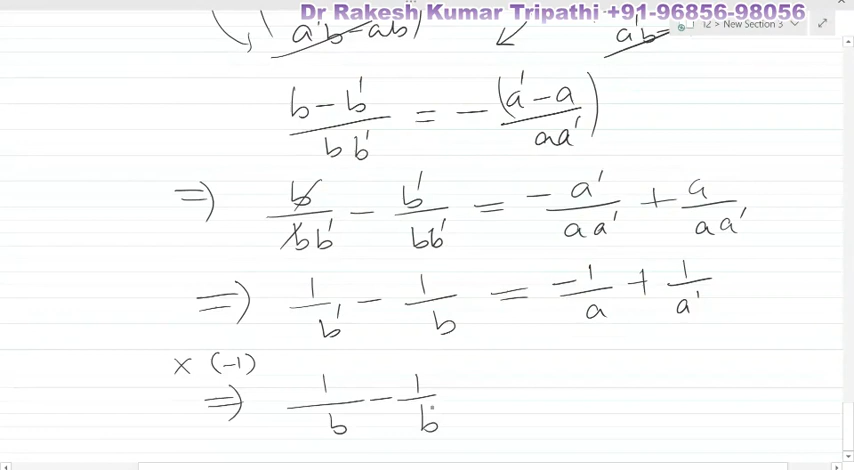 Dr Rakesh Kumar Tripathi +91-96856-98056
a'b - ab) a'b=
12 > New Section 3
(b - b')/(b b') = - (a' - a)/(aa')
=> b/(bb') - b'/(bb') = -a'/(aa') + a/(aa')
=> 1/b' - 1/b = -1/a + 1/a'
× (-1)
=> 1/b - 1/b